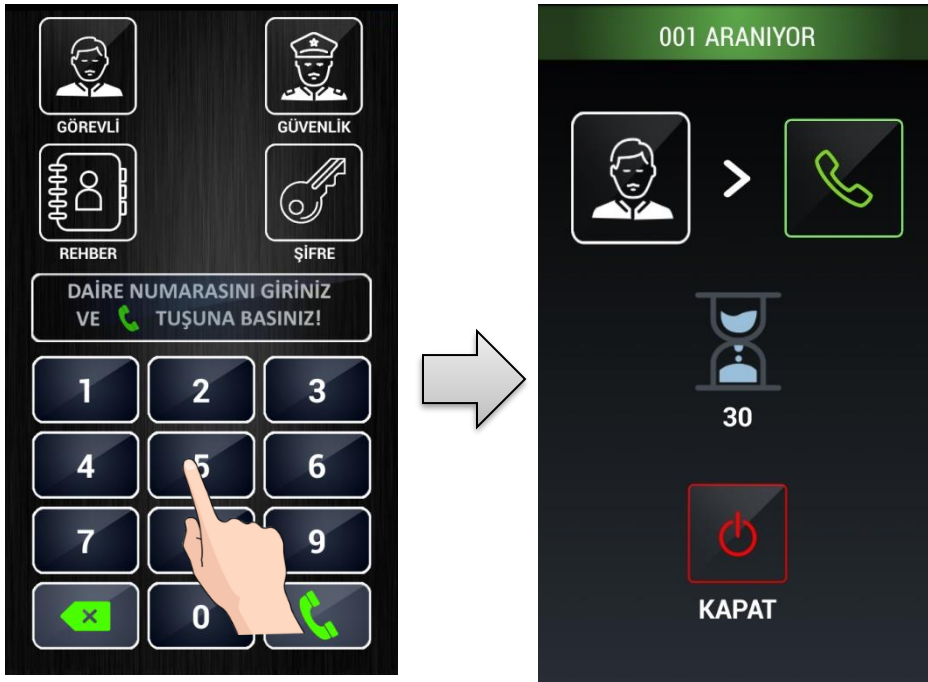 GÖREVLİ
GÜVENLİK
REHBER
ŞİFRE
DAİRE NUMARASINI GİRİNİZ
VE TUŞUNA BASINIZ!
1 2 3
4 5 6
7 9
0
001 ARANIYOR
>
30
KAPAT